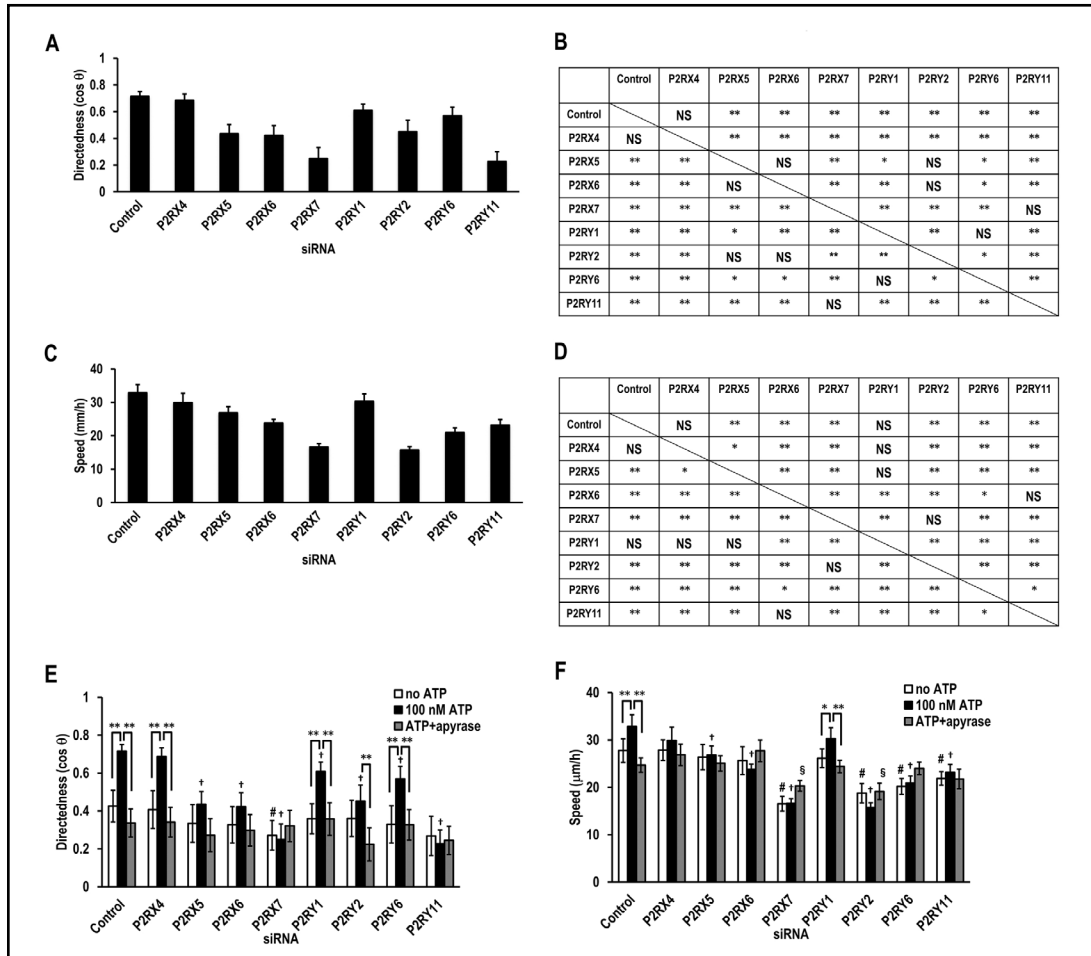 A
Directedness (cos θ)
1
0.8
0.6
0.4
0.2
0
Control P2RX4 P2RX5 P2RX6 P2RX7 P2RY1 P2RY2 P2RY6 P2RY11
siRNA
B
Control P2RX4 P2RX5 P2RX6 P2RX7 P2RY1 P2RY2 P2RY6 P2RY11
Control NS ** ** ** ** ** ** **
P2RX4 NS ** ** ** ** ** ** **
P2RX5 ** ** NS ** * NS * **
P2RX6 ** ** NS ** ** NS * **
P2RX7 ** ** ** ** ** ** ** NS
P2RY1 ** ** * ** ** ** NS **
P2RY2 ** ** NS NS ** ** * **
P2RY6 ** ** * * ** NS * **
P2RY11 ** ** ** ** NS ** ** **
C
Speed (mm/h)
40
30
20
10
0
Control P2RX4 P2RX5 P2RX6 P2RX7 P2RY1 P2RY2 P2RY6 P2RY11
siRNA
D
Control P2RX4 P2RX5 P2RX6 P2RX7 P2RY1 P2RY2 P2RY6 P2RY11
Control NS ** ** ** NS ** ** **
P2RX4 NS * ** ** NS ** ** **
P2RX5 ** * ** ** NS ** ** **
P2RX6 ** ** ** ** ** ** * NS
P2RX7 ** ** ** ** ** NS ** **
P2RY1 NS NS NS ** ** ** ** **
P2RY2 ** ** ** ** NS ** ** **
P2RY6 ** ** ** * ** ** ** *
P2RY11 ** ** ** NS ** ** ** *
E
no ATP
100 nM ATP
ATP+apyrase
Directedness (cos θ)
1
0.8
0.6
0.4
0.2
0
** ** ** ** † † # † ** ** † ** † ** ** † †
Control P2RX4 P2RX5 P2RX6 P2RX7 P2RY1 P2RY2 P2RY6 P2RY11
siRNA
F
no ATP
100 nM ATP
ATP+apyrase
Speed (µm/h)
40
30
20
10
0
** ** † † # † § * ** # † § # † # †
Control P2RX4 P2RX5 P2RX6 P2RX7 P2RY1 P2RY2 P2RY6 P2RY11
siRNA